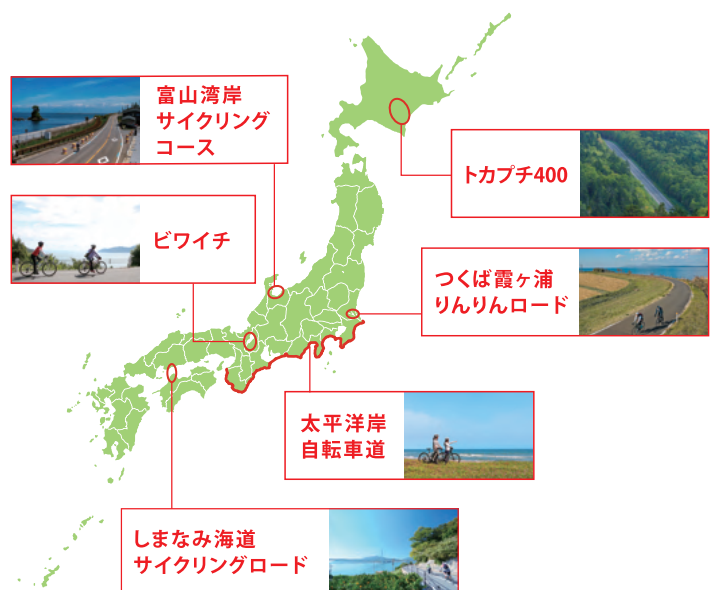 富山湾岸
サイクリング
コース
トカプチ400
ビワイチ
つくば霞ヶ浦
りんりんロード
太平洋岸
自転車道
しまなみ海道
サイクリングロード